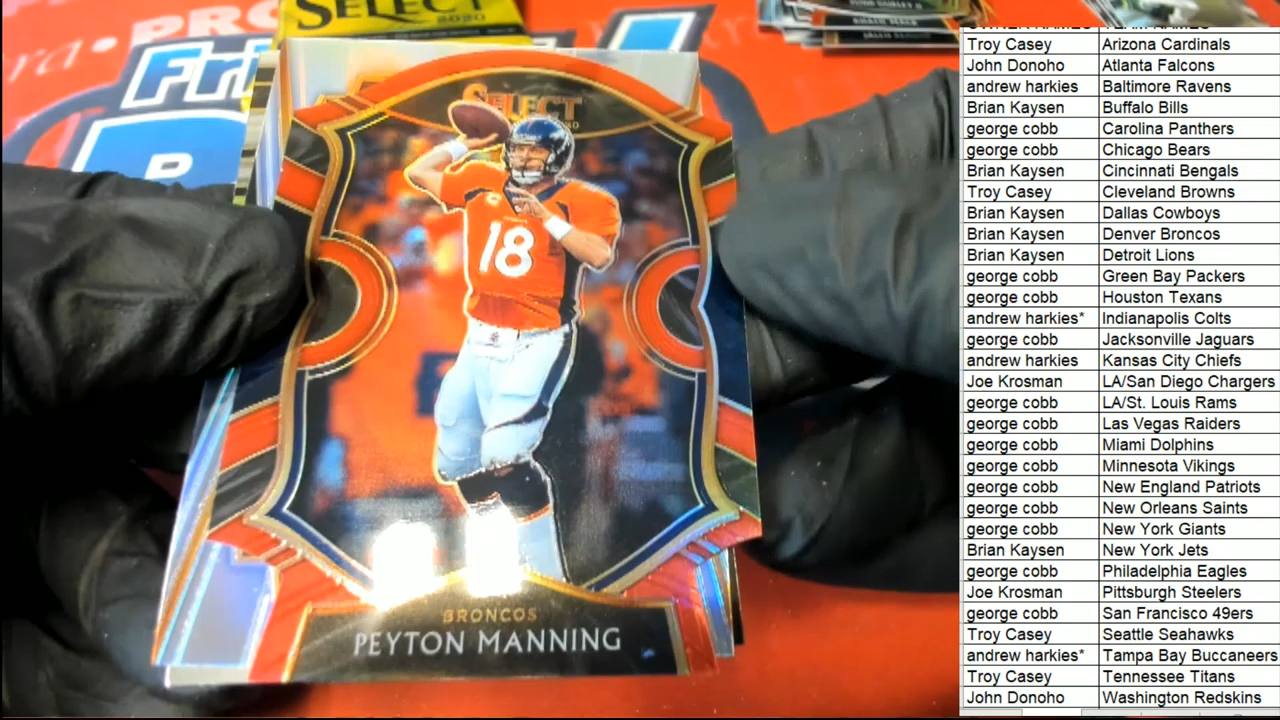 SELECT
2020
SELECT
2020
18
BRONCOS
PEYTON MANNING
Troy Casey Arizona Cardinals
John Donoho Atlanta Falcons
andrew harkies Baltimore Ravens
Brian Kaysen Buffalo Bills
george cobb Carolina Panthers
george cobb Chicago Bears
Brian Kaysen Cincinnati Bengals
Troy Casey Cleveland Browns
Brian Kaysen Dallas Cowboys
Brian Kaysen Denver Broncos
Brian Kaysen Detroit Lions
george cobb Green Bay Packers
george cobb Houston Texans
andrew harkies* Indianapolis Colts
george cobb Jacksonville Jaguars
andrew harkies Kansas City Chiefs
Joe Krosman LA/San Diego Chargers
george cobb LA/St. Louis Rams
george cobb Las Vegas Raiders
george cobb Miami Dolphins
george cobb Minnesota Vikings
george cobb New England Patriots
george cobb New Orleans Saints
george cobb New York Giants
Brian Kaysen New York Jets
george cobb Philadelphia Eagles
Joe Krosman Pittsburgh Steelers
george cobb San Francisco 49ers
Troy Casey Seattle Seahawks
andrew harkies* Tampa Bay Buccaneers
Troy Casey Tennessee Titans
John Donoho Washington Redskins